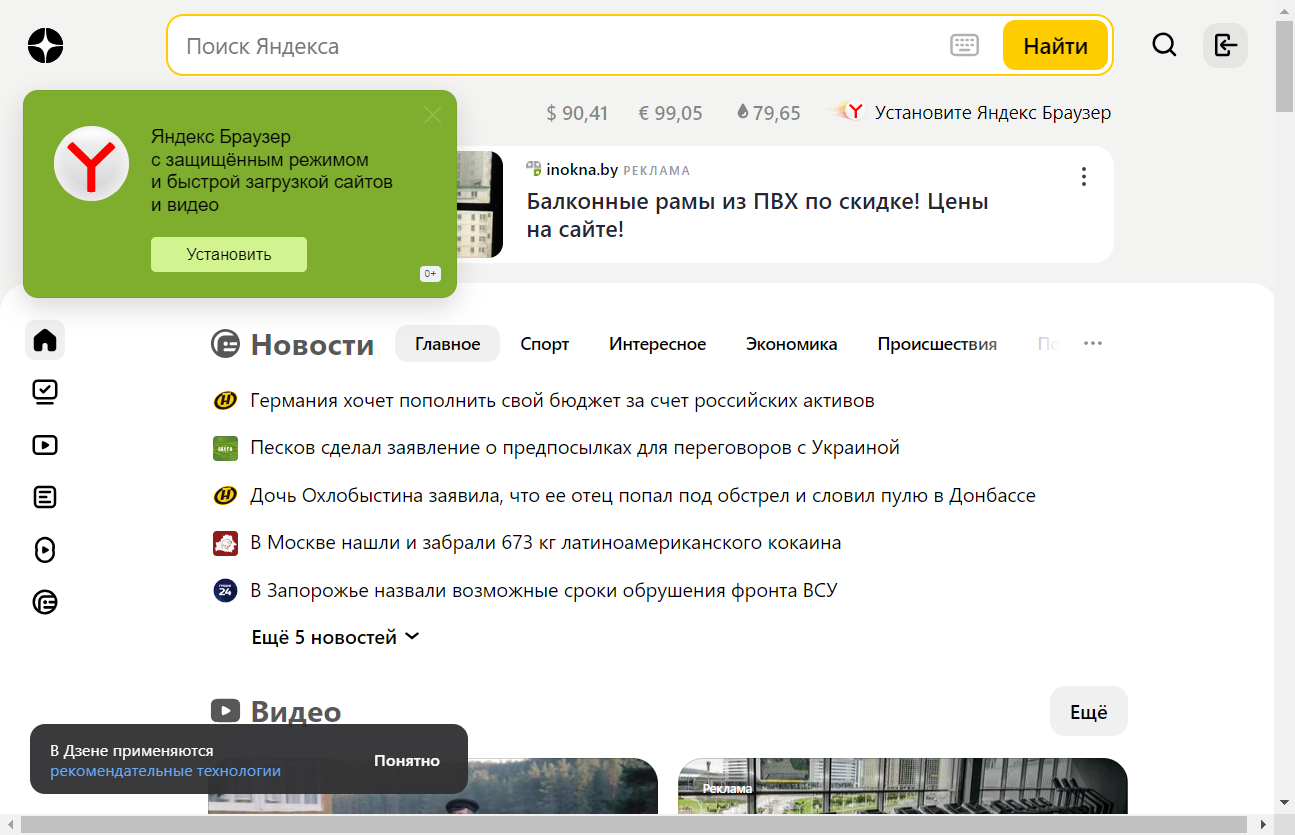 Поиск Яндекса
Найти
$ 90,41
€ 99,05
79,65
Установите Яндекс Браузер
Яндекс Браузер
с защищённым режимом
и быстрой загрузкой сайтов
и видео
Установить
0+
inokna.by РЕКЛАМА
Балконные рамы из ПВХ по скидке! Цены
на сайте!
Новости
Главное
Спорт
Интересное
Экономика
Происшествия
Германия хочет пополнить свой бюджет за счет российских активов
Песков сделал заявление о предпосылках для переговоров с Украиной
Дочь Охлобыстина заявила, что ее отец попал под обстрел и словил пулю в Донбассе
В Москве нашли и забрали 673 кг латиноамериканского кокаина
В Запорожье назвали возможные сроки обрушения фронта ВСУ
Ещё 5 новостей
Видео
Ещё
В Дзене применяются
рекомендательные технологии
Понятно
Реклама